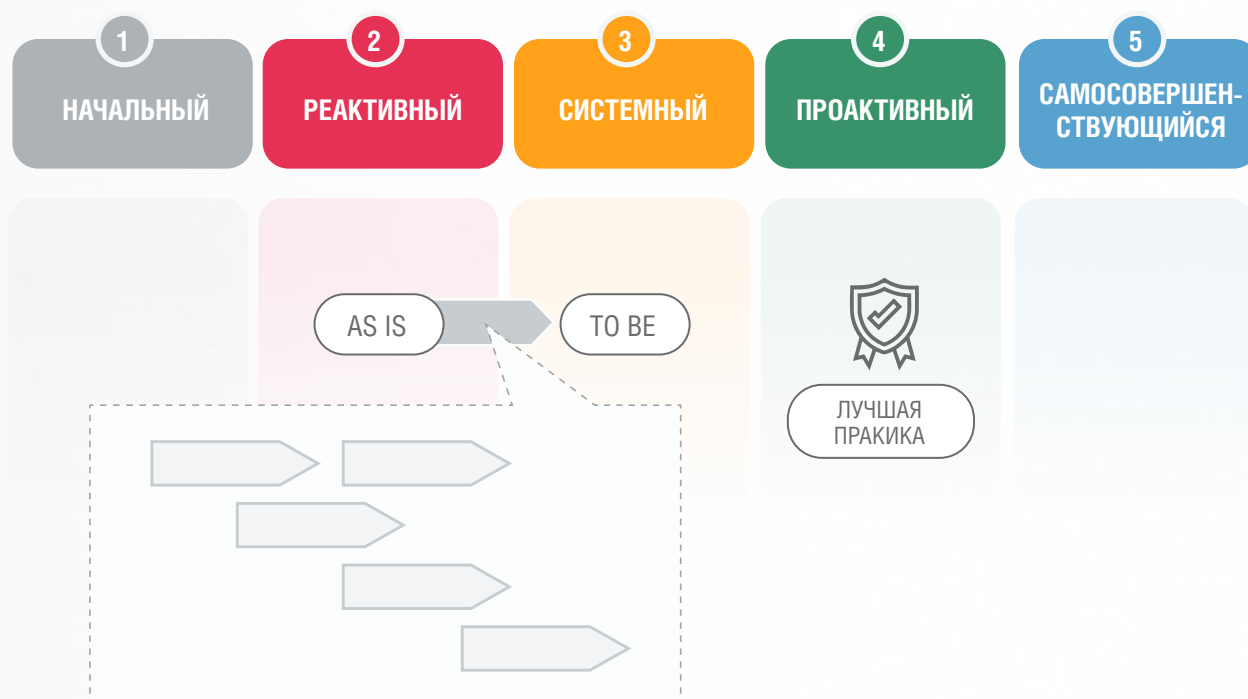 1
НАЧАЛЬНЫЙ
2
РЕАКТИВНЫЙ
3
СИСТЕМНЫЙ
4
ПРОАКТИВНЫЙ
5
САМОСОВЕРШЕН-
СТВУЮЩИЙСЯ
AS IS
TO BE
ЛУЧШАЯ
ПРАКИКА